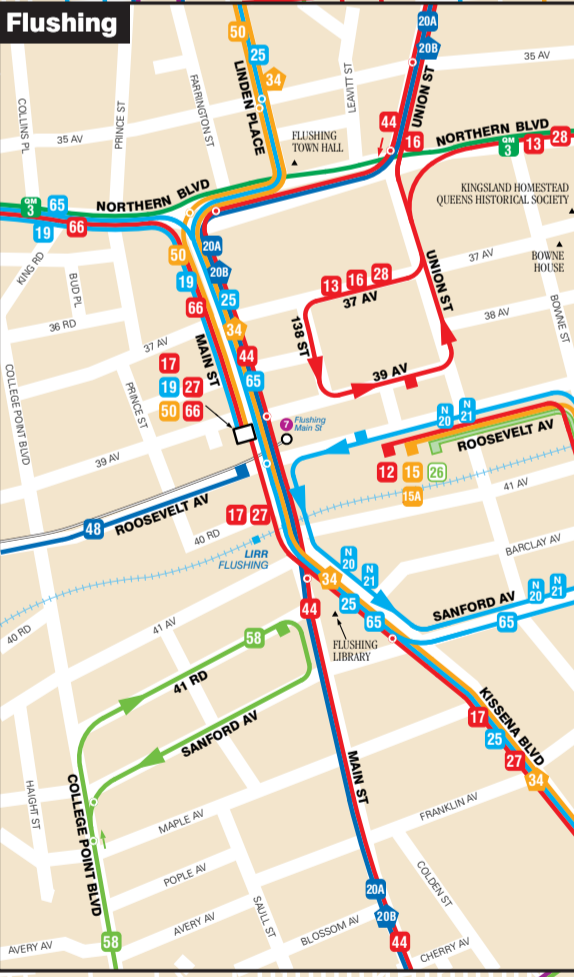 Flushing
50
25
34
LINDEN PLACE
20A
20B
UNION ST
35 AV
LEAVITT ST
FARRINGTON ST
COLLINS PL
PRINCE ST
35 AV
44
16
FLUSHING
TOWN HALL
NORTHERN BLVD
QM
3
13
28
KINGSLAND HOMESTEAD
QUEENS HISTORICAL SOCIETY
QM
3
65
19
66
NORTHERN BLVD
BOWNE
HOUSE
KING RD
BUD PL
50
20A
20B
19
25
66
34
37 AV
UNION ST
13
16
28
37 AV
138 ST
38 AV
BOWNE ST
36 RD
37 AV
MAIN ST
44
65
39 AV
17
19
27
50
66
COLLEGE POINT BLVD
PRINCE ST
7
Flushing
Main St
N
20
N
21
ROOSEVELT AV
12
15
26
15A
39 AV
41 AV
48
ROOSEVELT AV
17
27
40 RD
LIRR
FLUSHING
BARCLAY AV
N
20
N
21
34
25
65
44
SANFORD AV
N
20
N
21
65
FLUSHING
LIBRARY
40 RD
41 AV
58
41 RD
SANFORD AV
KISSENA BLVD
17
25
27
34
MAIN ST
HAIGHT ST
COLLEGE POINT BLVD
MAPLE AV
FRANKLIN AV
POPLE AV
COLDEN ST
SAULL ST
20A
20B
44
AVERY AV
AVERY AV
BLOSSOM AV
CHERRY AV
58